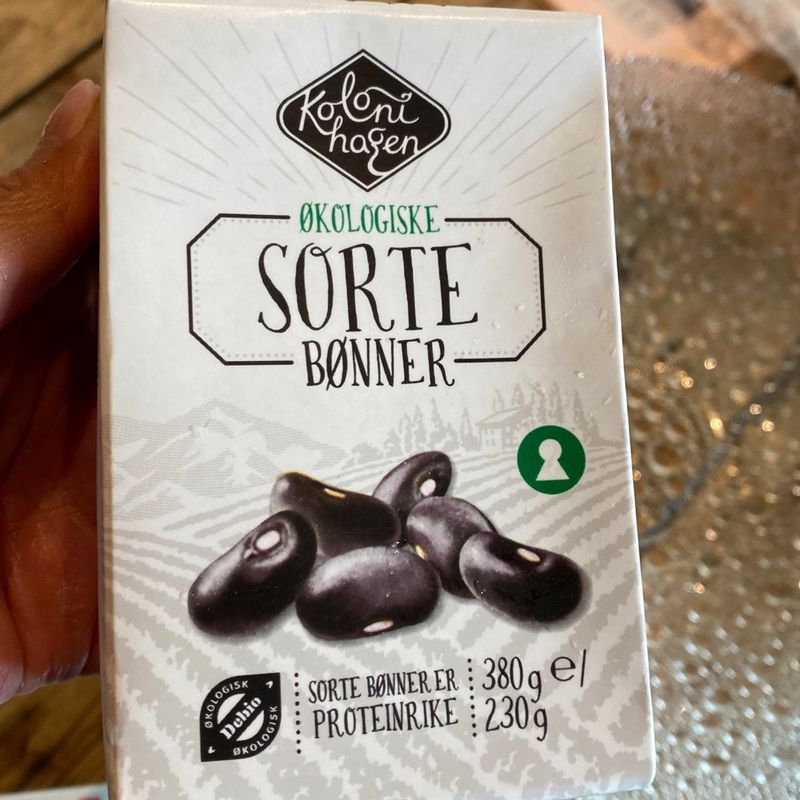 Koloni
hagen
ØKOLOGISKE
SORTE
BØNNER
ØKOLOGISK
Debio
ØKOLOGISK
SORTE BØNNER ER
PROTEINRIKE
380g e/
230g